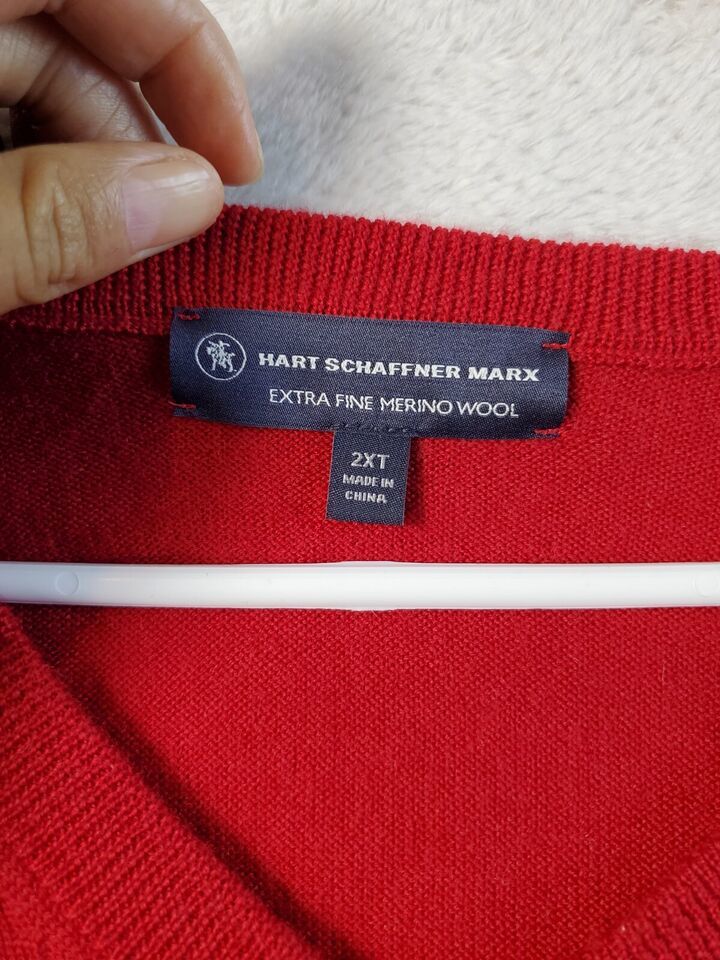 HART SCHAFFNER MARX
EXTRA FINE MERINO WOOL
2XT
MADE IN
CHINA